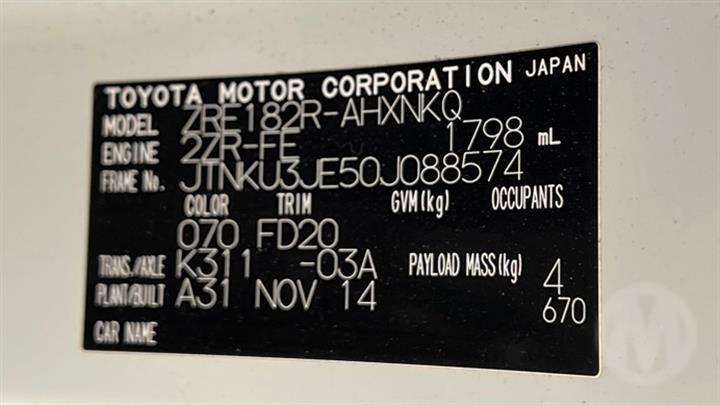 TOYOTA MOTOR CORPORATION JAPAN
MODEL ZRE182R-AHXNKQ
ENGINE 2ZR-FE 1798 mL
FRAME No. JTNKU3JE50J088574
COLOR TRIM GVM(kg) OCCUPANTS
070 FD20
TRANS./AXLE K311 -03A PAYLOAD MASS(kg) 4
PLANT/BUILT A31 NOV 14 670
CAR NAME
M